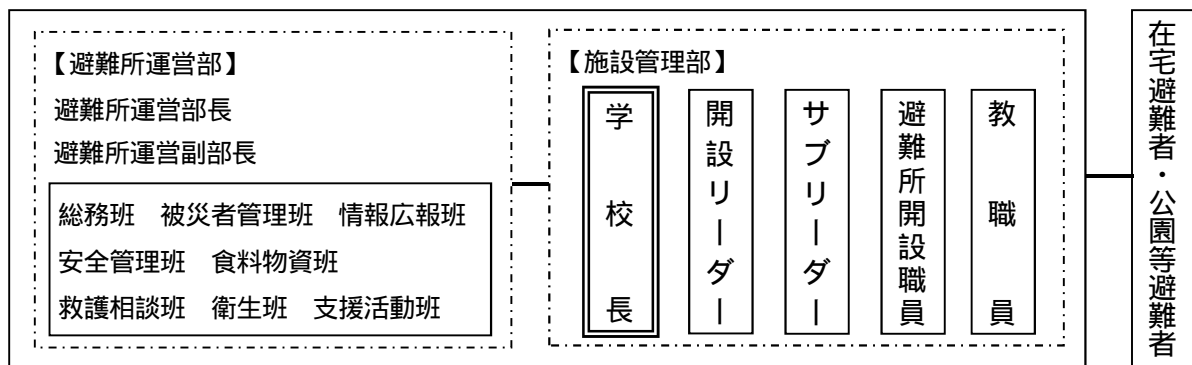 【避難所運営部】
避難所運営部長
避難所運営副部長
総務班　被災者管理班　情報広報班
安全管理班　食料物資班
救護相談班　衛生班　支援活動班
【施設管理部】
学校長
開設リーダー
サブリーダー
避難所開設職員
教職員
在宅避難者・公園等避難者